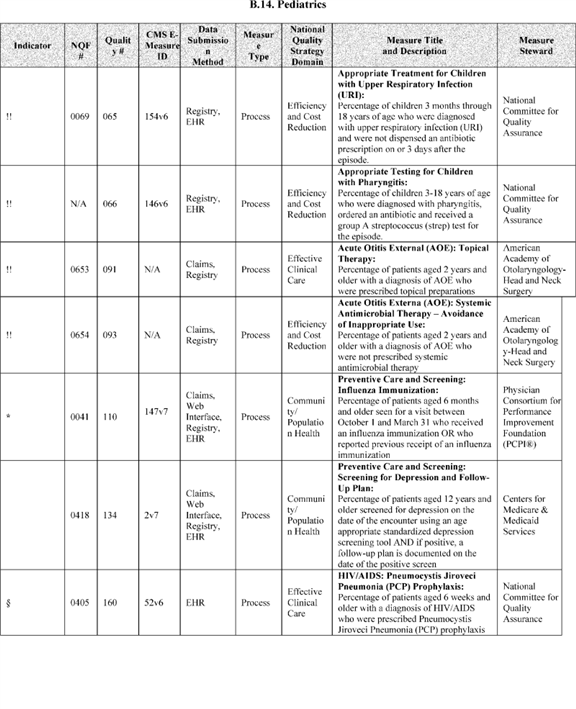 B.14. Pediatrics
Indicator
NQF
#
Qualit
y #
CMS E-
Measure
ID
Data
Submissio
n
Method
Measur
e
Type
National
Quality
Strategy
Domain
Measure Title
and Description
Measure
Steward
!!
0069
065
154v6
Registry,
EHR
Process
Efficiency
and Cost
Reduction
Appropriate Treatment for Children
with Upper Respiratory Infection
(URI):
Percentage of children 3 months through
18 years of age who were diagnosed
with upper respiratory infection (URI)
and were not dispensed an antibiotic
prescription on or 3 days after the
episode.
National
Committee for
Quality
Assurance
!!
N/A
066
146v6
Registry,
EHR
Process
Efficiency
and Cost
Reduction
Appropriate Testing for Children
with Pharyngitis:
Percentage of children 3-18 years of age
who were diagnosed with pharyngitis,
ordered an antibiotic and received a
group A streptococcus (strep) test for
the episode.
National
Committee for
Quality
Assurance
!!
0653
091
N/A
Claims,
Registry
Process
Effective
Clinical
Care
Acute Otitis External (AOE): Topical
Therapy:
Percentage of patients aged 2 years and
older with a diagnosis of AOE who
were prescribed topical preparations
American
Academy of
Otolaryngology-
Head and Neck
Surgery
!!
0654
093
N/A
Claims,
Registry
Process
Efficiency
and Cost
Reduction
Acute Otitis Externa (AOE): Systemic
Antimicrobial Therapy – Avoidance
of Inappropriate Use:
Percentage of patients aged 2 years and
older with a diagnosis of AOE who
were not prescribed systemic
antimicrobial therapy
American
Academy of
Otolaryngolog
y-Head and
Neck Surgery
*
0041
110
147v7
Claims,
Web
Interface,
Registry,
EHR
Process
Communi
ty/
Populatio
n Health
Preventive Care and Screening:
Influenza Immunization:
Percentage of patients aged 6 months
and older seen for a visit between
October 1 and March 31 who received
an influenza immunization OR who
reported previous receipt of an influenza
immunization
Physician
Consortium for
Performance
Improvement
Foundation
(PCPI®)
0418
134
2v7
Claims,
Web
Interface,
Registry,
EHR
Process
Communi
ty/
Populatio
n Health
Preventive Care and Screening:
Screening for Depression and Follow-
Up Plan:
Percentage of patients aged 12 years and
older screened for depression on the
date of the encounter using an age
appropriate standardized depression
screening tool AND if positive, a
follow-up plan is documented on the
date of the positive screen
Centers for
Medicare &
Medicaid
Services
§
0405
160
52v6
EHR
Process
Effective
Clinical
Care
HIV/AIDS: Pneumocystis Jiroveci
Pneumonia (PCP) Prophylaxis:
Percentage of patients aged 6 weeks and
older with a diagnosis of HIV/AIDS
who were prescribed Pneumocystis
Jiroveci Pneumonia (PCP) prophylaxis
National
Committee for
Quality
Assurance